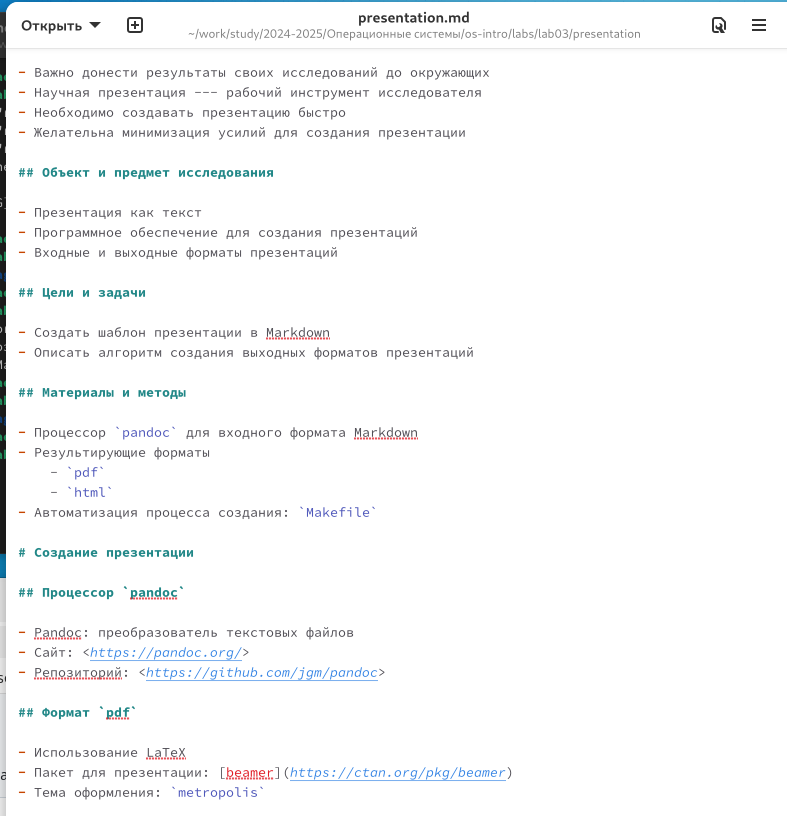 Открыть
presentation.md
~/work/study/2024-2025/Операционные системы/os-intro/labs/lab03/presentation
- Важно донести результаты своих исследований до окружающих
- Научная презентация --- рабочий инструмент исследователя
- Необходимо создавать презентацию быстро
- Желательна минимизация усилий для создания презентации
## Объект и предмет исследования
- Презентация как текст
- Программное обеспечение для создания презентаций
- Входные и выходные форматы презентаций
## Цели и задачи
- Создать шаблон презентации в Markdown
- Описать алгоритм создания выходных форматов презентаций
## Материалы и методы
- Процессор `pandoc` для входного формата Markdown
- Результирующие форматы
    - `pdf`
    - `html`
- Автоматизация процесса создания: `Makefile`
# Создание презентации
## Процессор `pandoc`
- Pandoc: преобразователь текстовых файлов
- Сайт: <https://pandoc.org/>
- Репозиторий: <https://github.com/jgm/pandoc>
## Формат `pdf`
- Использование LaTeX
- Пакет для презентации: [beamer](https://ctan.org/pkg/beamer)
- Тема оформления: `metropolis`